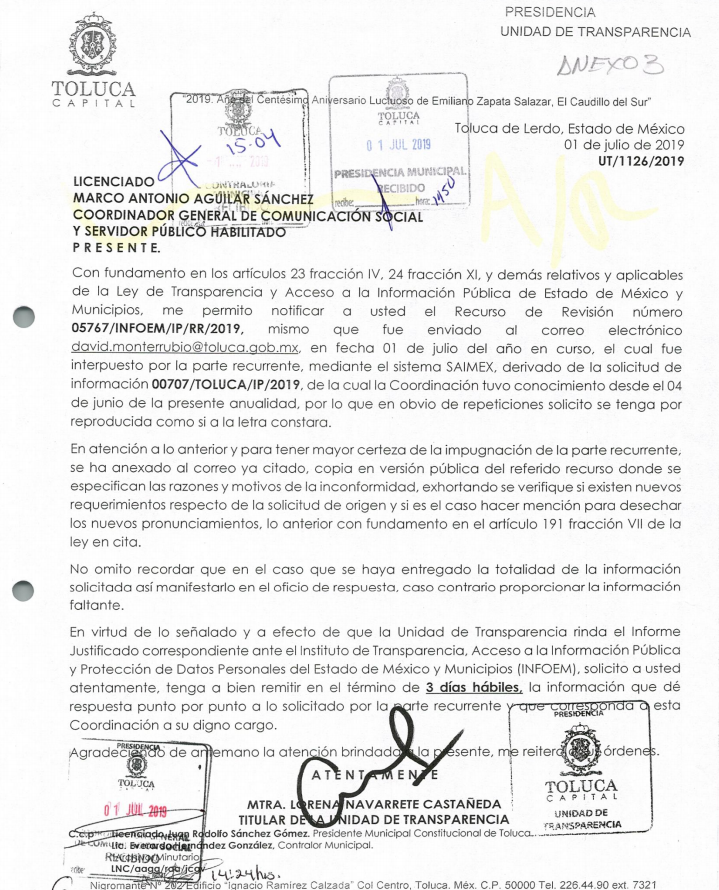 PRESIDENCIA
UNIDAD DE TRANSPARENCIA
ANEXO 3
TOLUCA
CAPITAL
"2019. Año del Centésimo Aniversario Luctuoso de Emiliano Zapata Salazar, El Caudillo del Sur"
TOLUCA
15:04
CONTRALORÍA
MUNICIPAL
TOLUCA
CAPITAL
01 JUL 2019
PRESIDENCIA MUNICIPAL
RECIBIDO
recibe: hora: 1450
Toluca de Lerdo, Estado de México
01 de julio de 2019
UT/1126/2019
LICENCIADO
MARCO ANTONIO AGUILAR SÁNCHEZ
COORDINADOR GENERAL DE COMUNICACIÓN SOCIAL
Y SERVIDOR PÚBLICO HABILITADO
P R E S E N T E.
Con fundamento en los artículos 23 fracción IV, 24 fracción XI, y demás relativos y aplicables
de la Ley de Transparencia y Acceso a la Información Pública de Estado de México y
Municipios, me permito notificar a usted el Recurso de Revisión número
05767/INFOEM/IP/RR/2019, mismo que fue enviado al correo electrónico
david.monterrubio@toluca.gob.mx, en fecha 01 de julio del año en curso, el cual fue
interpuesto por la parte recurrente, mediante el sistema SAIMEX, derivado de la solicitud de
información 00707/TOLUCA/IP/2019, de la cual la Coordinación tuvo conocimiento desde el 04
de junio de la presente anualidad, por lo que en obvio de repeticiones solicito se tenga por
reproducida como si a la letra constara.
En atención a lo anterior y para tener mayor certeza de la impugnación de la parte recurrente,
se ha anexado al correo ya citado, copia en versión pública del referido recurso donde se
especifican las razones y motivos de la inconformidad, exhortando se verifique si existen nuevos
requerimientos respecto de la solicitud de origen y si es el caso hacer mención para desechar
los nuevos pronunciamientos, lo anterior con fundamento en el artículo 191 fracción VII de la
ley en cita.
No omito recordar que en el caso que se haya entregado la totalidad de la información
solicitada así manifestarlo en el oficio de respuesta, caso contrario proporcionar la información
faltante.
En virtud de lo señalado y a efecto de que la Unidad de Transparencia rinda el Informe
Justificado correspondiente ante el Instituto de Transparencia, Acceso a la Información Pública
y Protección de Datos Personales del Estado de México y Municipios (INFOEM), solicito a usted
atentamente, tenga a bien remitir en el término de 3 días hábiles, la información que dé
respuesta punto por punto a lo solicitado por la parte recurrente y que corresponda a esta
Coordinación a su digno cargo.
Agradeciendo de antemano la atención brindada a la presente, me reitero a sus órdenes.
A T E N T A M E N T E
MTRA. LORENA NAVARRETE CASTAÑEDA
TITULAR DE LA UNIDAD DE TRANSPARENCIA
PRESIDENCIA
TOLUCA
CAPITAL
UNIDAD DE
TRANSPARENCIA
PRESIDENCIA
TOLUCA
01 JUL 2019
RECIBIDO
14:24 hrs.
C.c.p. Licenciado Juan Rodolfo Sánchez Gómez. Presidente Municipal Constitucional de Toluca.
Lic. Everardo Hernández González, Contralor Municipal.
Archivo/Minutario
LNC/aagg/rga/jcgv
Nigromante N° 202 Edificio "Ignacio Ramírez Calzada" Col Centro, Toluca. Méx. C.P. 50000 Tel. 226.44.00 ext. 7321